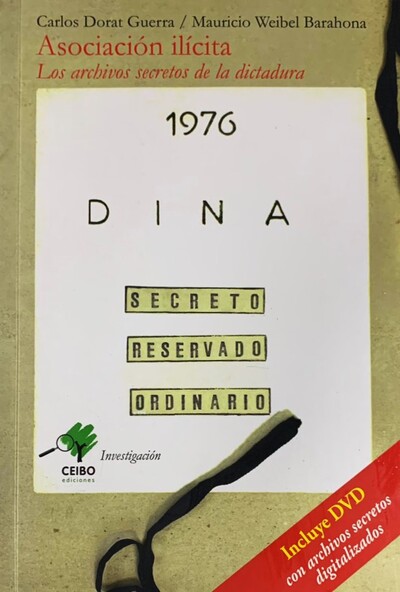 Carlos Dorat Guerra / Mauricio Weibel Barahona
Asociación ilícita
Los archivos secretos de la dictadura
1976
DINA
SECRETO
RESERVADO
ORDINARIO
CEIBO
ediciones
Investigación
Incluye DVD
con archivos secretos
digitalizados